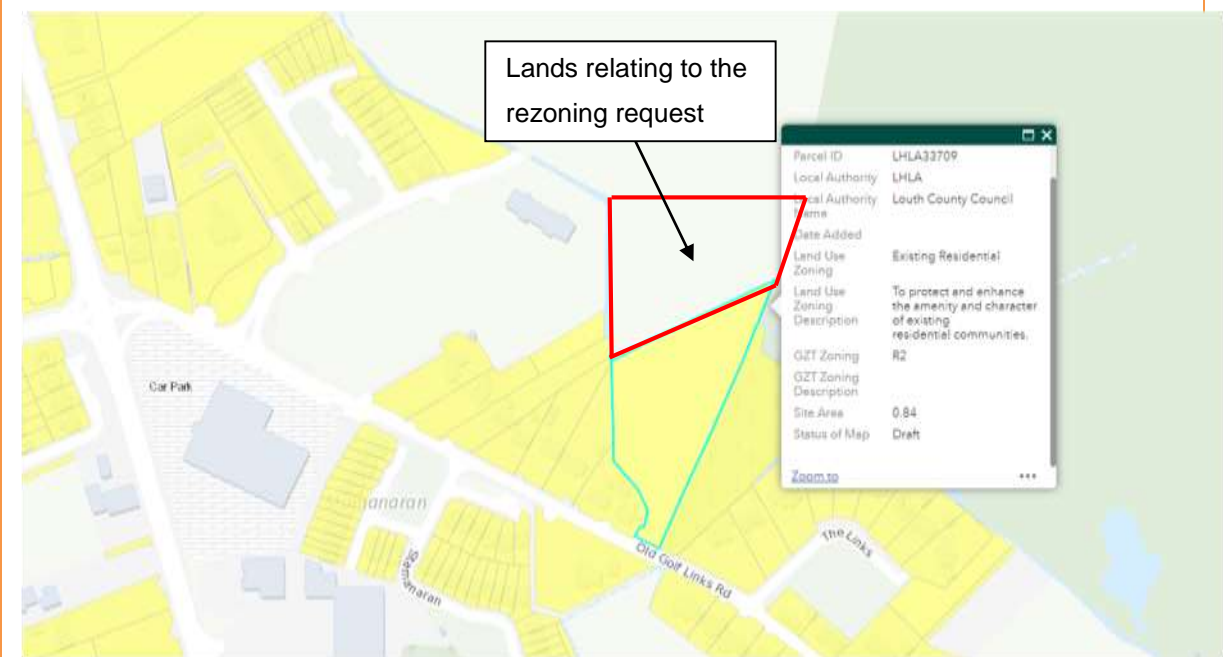 Lands relating to the
rezoning request
Parcel ID LHLA33709
Local Authority LHLA
Local Authority Louth County Council
Name
Date Added
Land Use Existing Residential
Zoning
Land Use To protect and enhance
Zoning the amenity and character
Description of existing
residential communities.
GZT Zoning R2
GZT Zoning
Description
Site Area 0.84
Status of Map Draft
Zoom to
Car Park
Old Golf Links Rd
The Links